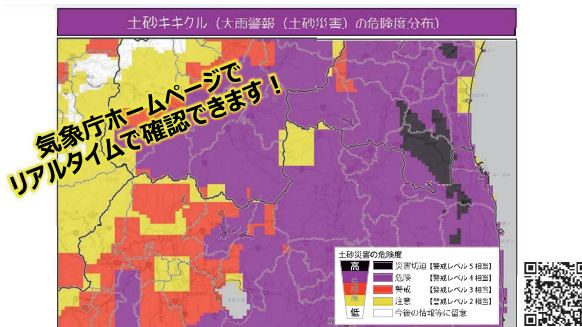 土砂キキクル（大雨警報（土砂災害）の危険度分布）
気象庁ホームページで
リアルタイムで確認できます！
土砂災害の危険度
高
災害切迫【警戒レベル5相当】
危険【警戒レベル4相当】
警戒【警戒レベル3相当】
注意【警戒レベル2相当】
低
今後の情報等に留意